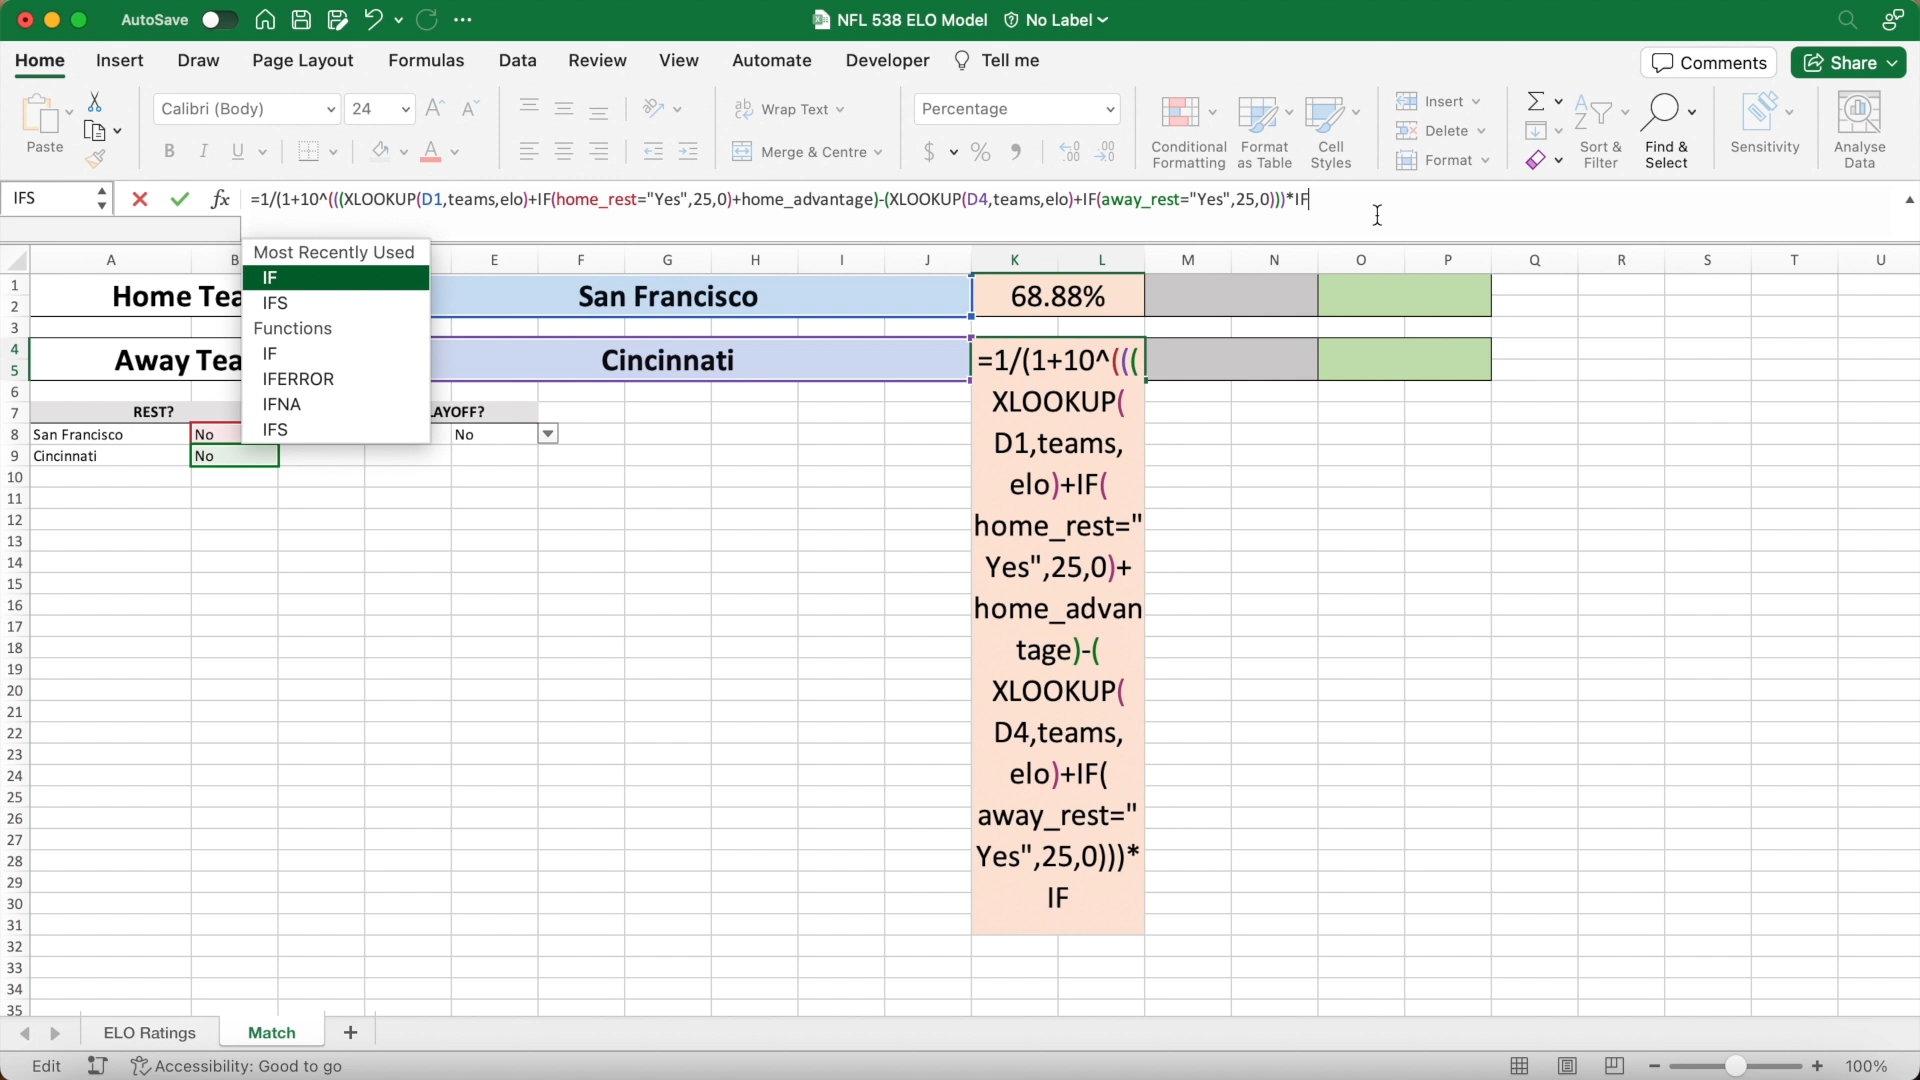 AutoSave
NFL 538 ELO Model
No Label
Home Insert Draw Page Layout Formulas Data Review View Automate Developer Tell me
Comments
Share
Paste
Calibri (Body)
24
Wrap Text
Merge & Centre
Percentage
Conditional
Formatting
Format
as Table
Cell
Styles
Insert
Delete
Format
Sort &
Filter
Find &
Select
Sensitivity
Analyse
Data
IFS
fx
=1/(1+10^(((XLOOKUP(D1,teams,elo)+IF(home_rest="Yes",25,0)+home_advantage)-(XLOOKUP(D4,teams,elo)+IF(away_rest="Yes",25,0)))*IF
Most Recently Used
IF
IFS
Functions
IF
IFERROR
IFNA
IFS
A B E F G H I J K L M N O P Q R S T U
1
2
3
4
5
6
7
8
9
10
11
12
13
14
15
16
17
18
19
20
21
22
23
24
25
26
27
28
29
30
31
32
33
34
35
Home Tea
San Francisco
68.88%
Away Tea
Cincinnati
REST?
LAYOFF?
San Francisco
No
No
Cincinnati
No
=1/(1+10^(((
XLOOKUP(
D1,teams,
elo)+IF(
home_rest="
Yes",25,0)+
home_advan
tage)-(
XLOOKUP(
D4,teams,
elo)+IF(
away_rest="
Yes",25,0)))*
IF
ELO Ratings
Match
Edit
Accessibility: Good to go
100%